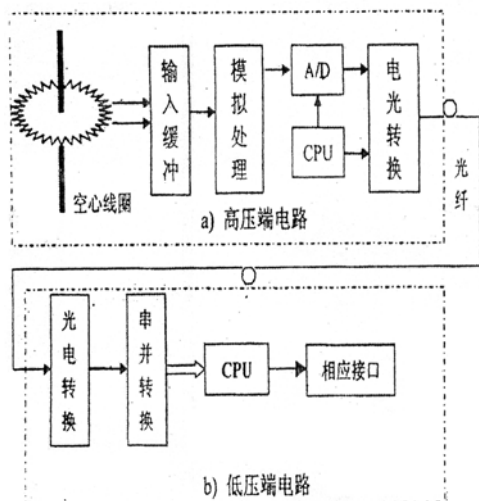 空心线圈
输入缓冲
模拟处理
A/D
CPU
电光转换
光纤
a) 高压端电路
光电转换
串并转换
CPU
相应接口
b) 低压端电路